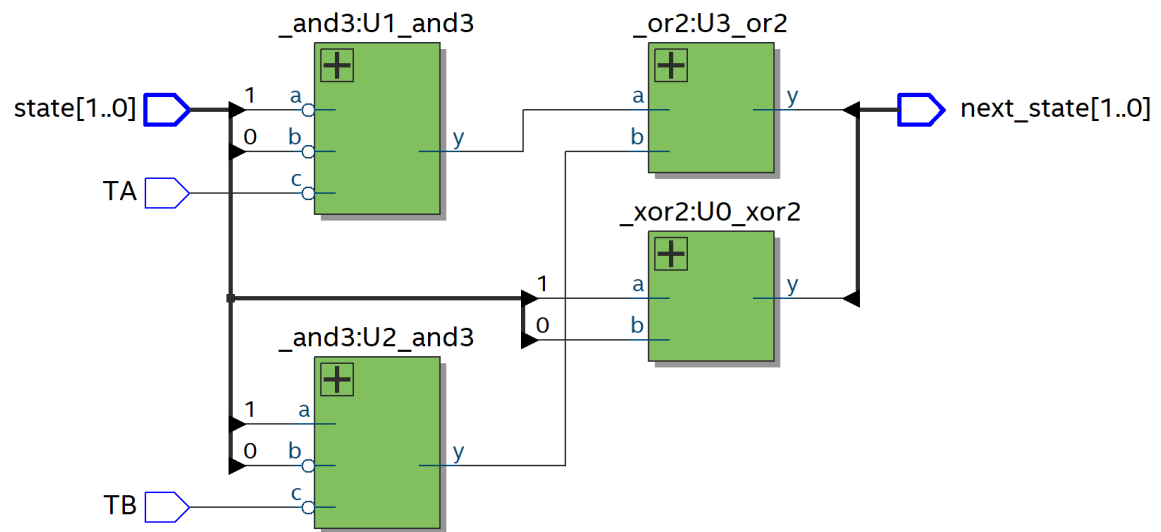 _and3:U1_and3
_or2:U3_or2
state[1..0]
1
a
0
b
TA
c
y
a
b
y
next_state[1..0]
_xor2:U0_xor2
1
a
0
b
y
_and3:U2_and3
1
a
0
b
TB
c
y